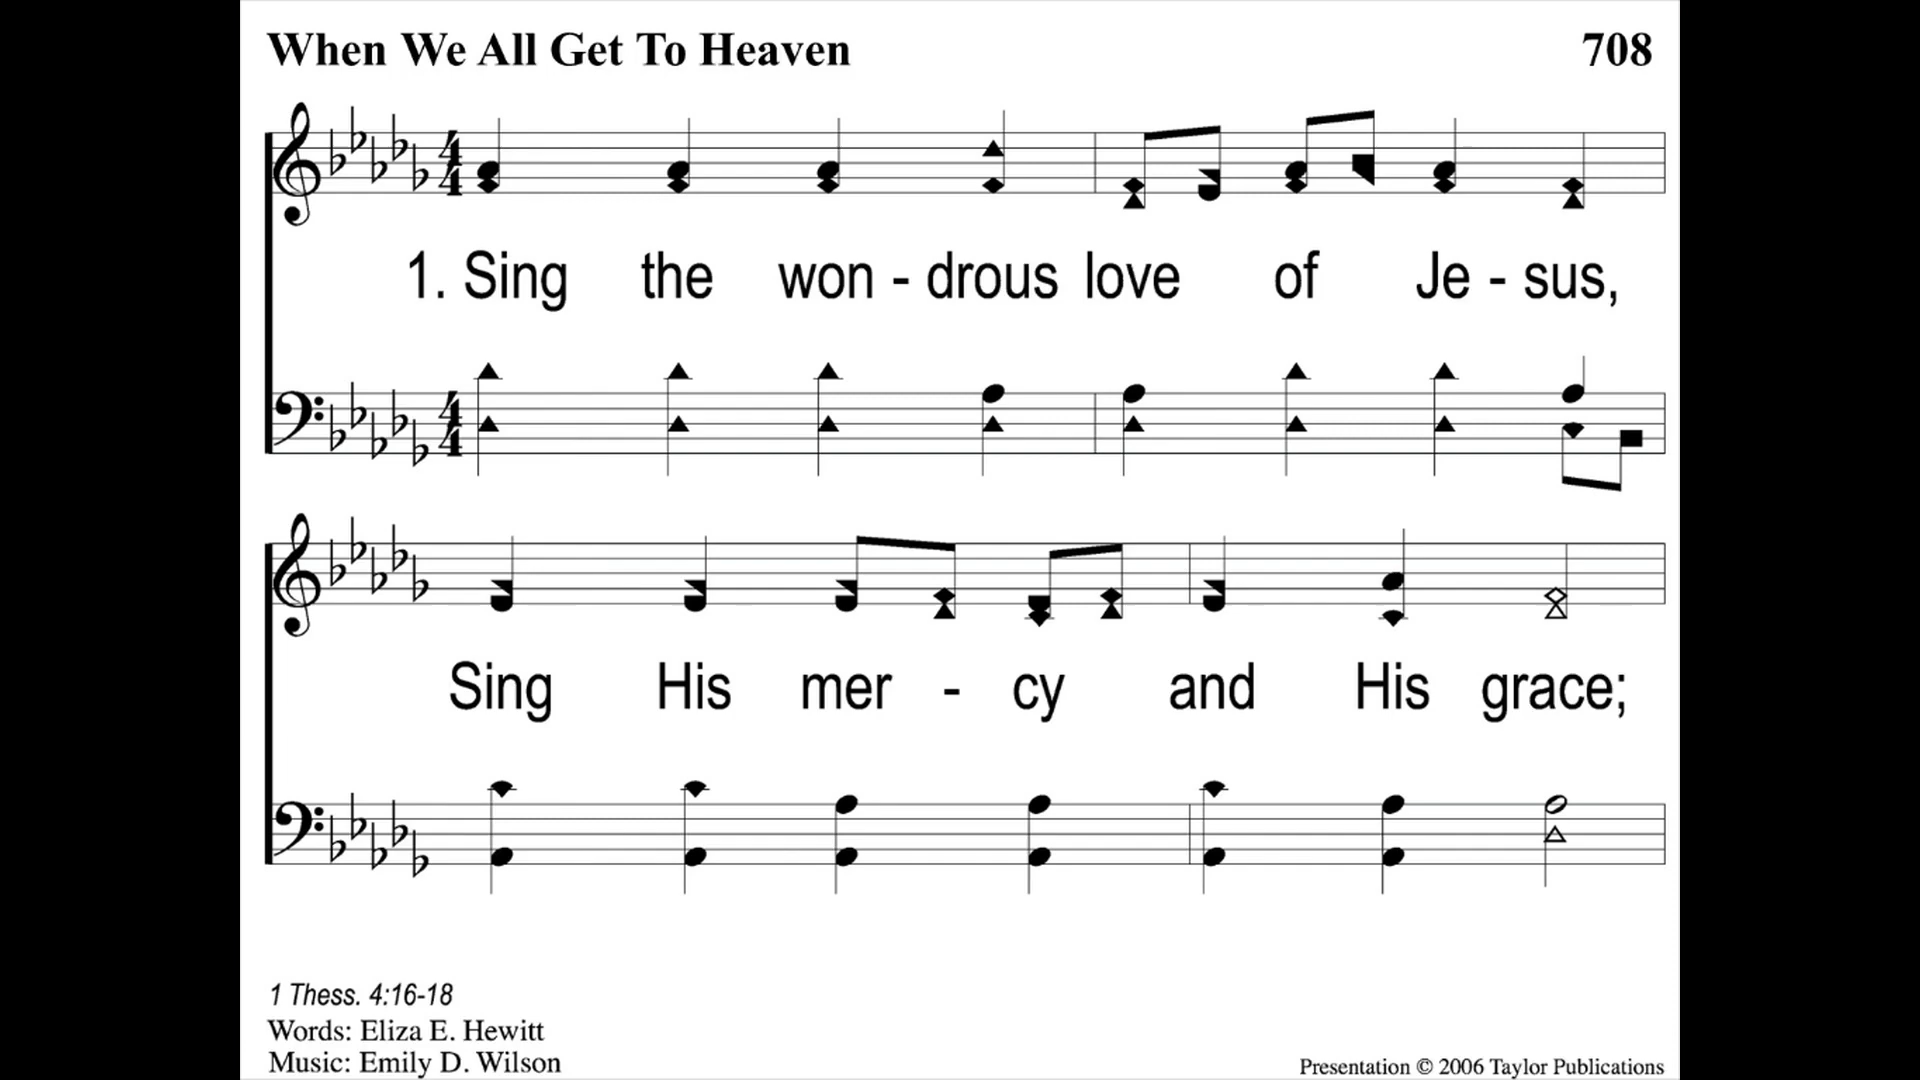 When We All Get To Heaven 708
1. Sing the won - drous love of Je - sus,
Sing His mer - cy and His grace;
1 Thess. 4:16-18
Words: Eliza E. Hewitt
Music: Emily D. Wilson
Presentation © 2006 Taylor Publications